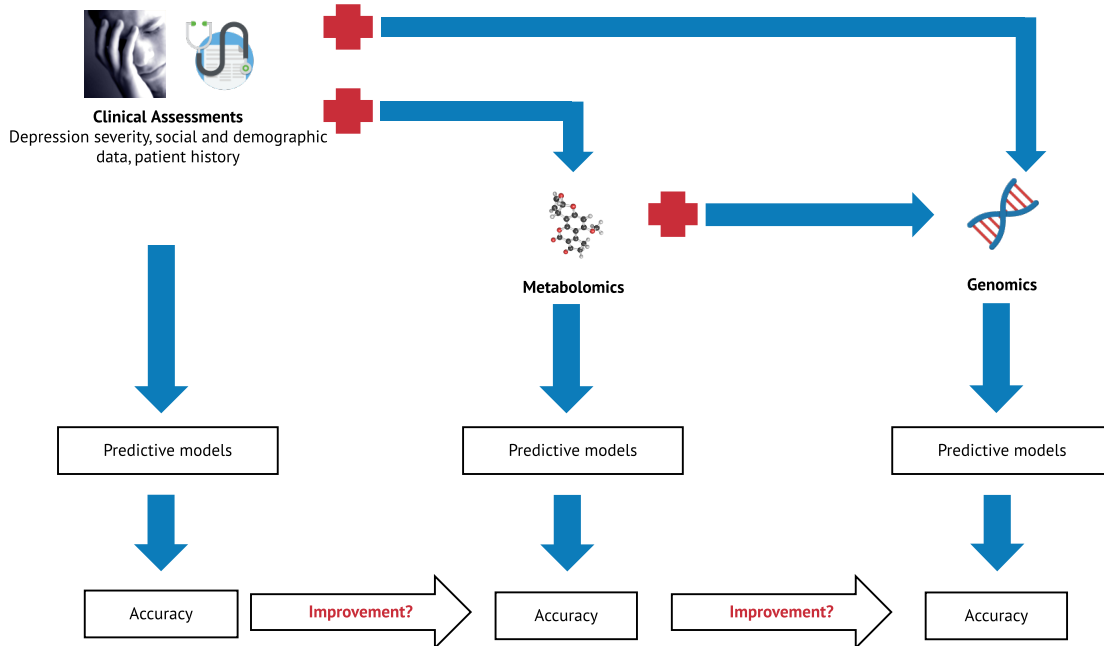 Clinical Assessments
Depression severity, social and demographic
data, patient history
Metabolomics
Genomics
Predictive models
Predictive models
Predictive models
Accuracy
Improvement?
Accuracy
Improvement?
Accuracy